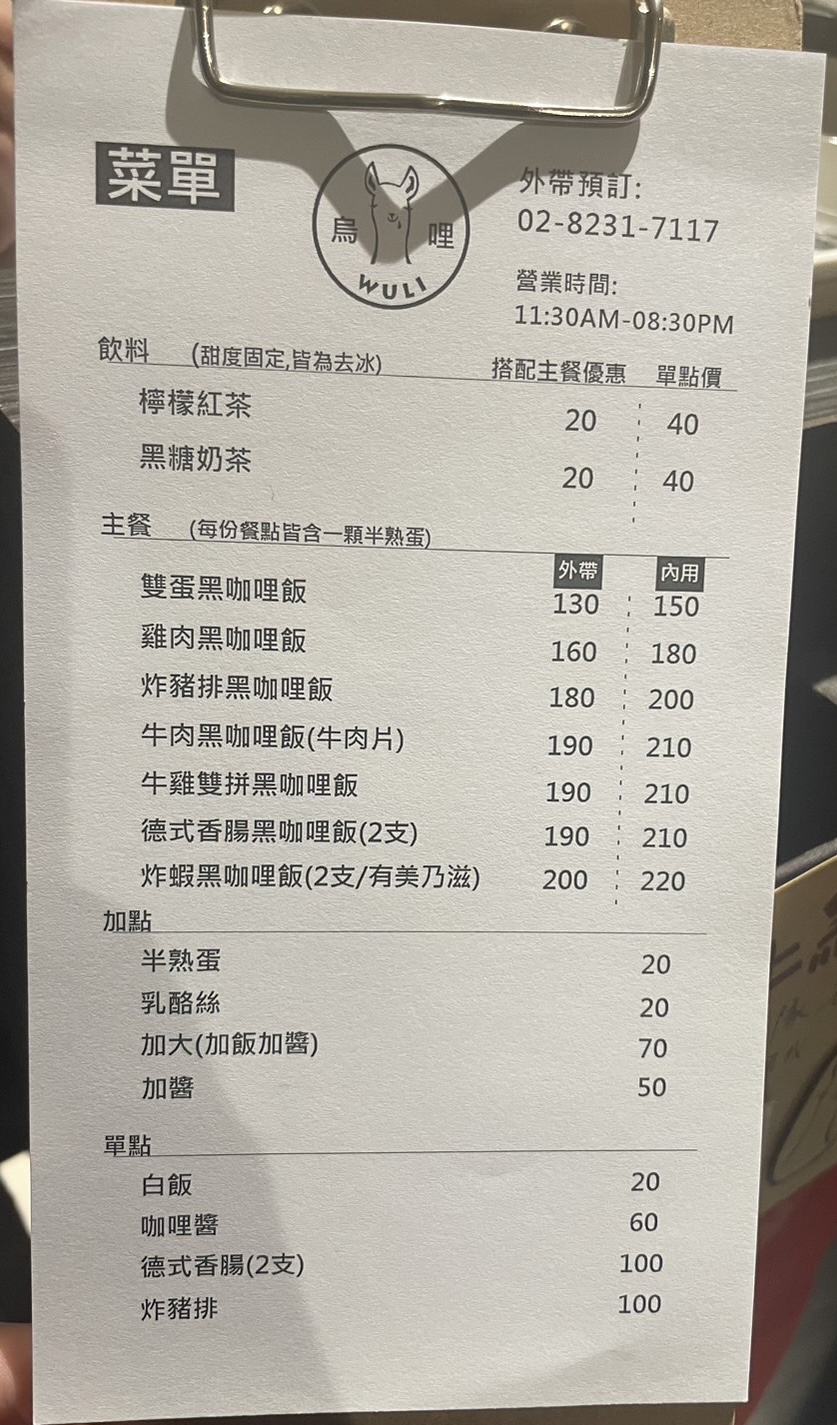 菜單
烏 哩
WULI
外帶預訂:
02-8231-7117
營業時間:
11:30AM-08:30PM
飲料 (甜度固定,皆為去冰) 搭配主餐優惠 單點價
檸檬紅茶 20 40
黑糖奶茶 20 40
主餐 (每份餐點皆含一顆半熟蛋)
外帶 內用
雙蛋黑咖哩飯 130 150
雞肉黑咖哩飯 160 180
炸豬排黑咖哩飯 180 200
牛肉黑咖哩飯(牛肉片) 190 210
牛雞雙拼黑咖哩飯 190 210
德式香腸黑咖哩飯(2支) 190 210
炸蝦黑咖哩飯(2支/有美乃滋) 200 220
加點
半熟蛋 20
乳酪絲 20
加大(加飯加醬) 70
加醬 50
單點
白飯 20
咖哩醬 60
德式香腸(2支) 100
炸豬排 100